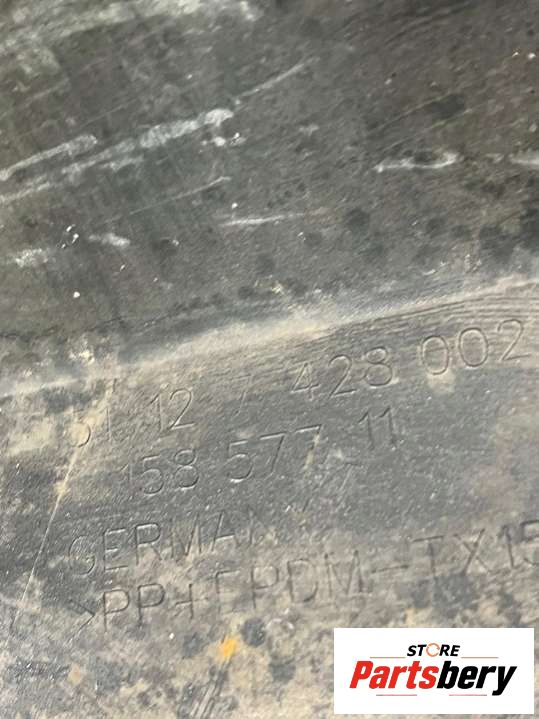 51 12 7 428 002
158 577 11
GERMANY
>PP+EPDM-TX15
STORE
Partsbery